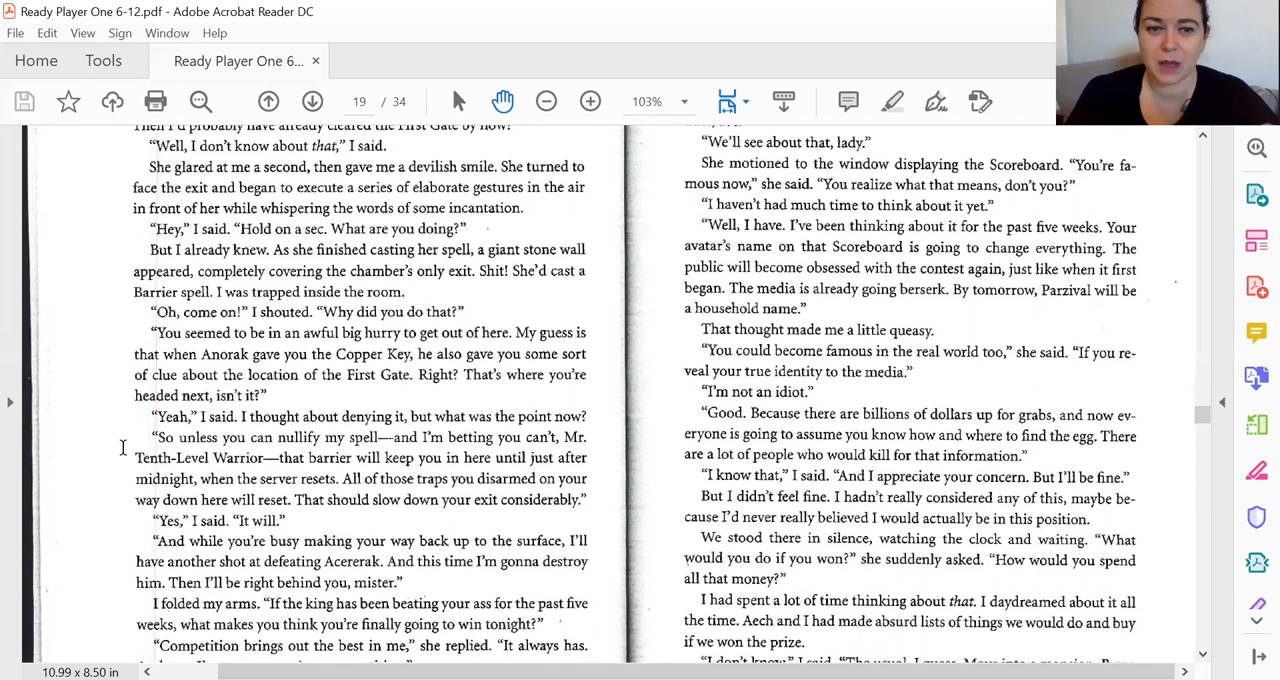 Ready Player One 6-12.pdf - Adobe Acrobat Reader DC
File Edit View Sign Window Help
Home Tools Ready Player One 6... ×
19 / 34 103%
Then I'd probably have already cleared the First Gate by now!"
"Well, I don't know about that," I said.
She glared at me a second, then gave me a devilish smile. She turned to
face the exit and began to execute a series of elaborate gestures in the air
in front of her while whispering the words of some incantation.
"Hey," I said. "Hold on a sec. What are you doing?"
But I already knew. As she finished casting her spell, a giant stone wall
appeared, completely covering the chamber's only exit. Shit! She'd cast a
Barrier spell. I was trapped inside the room.
"Oh, come on!" I shouted. "Why did you do that?"
"You seemed to be in an awful big hurry to get out of here. My guess is
that when Anorak gave you the Copper Key, he also gave you some sort
of clue about the location of the First Gate. Right? That's where you're
headed next, isn't it?"
"Yeah," I said. I thought about denying it, but what was the point now?
"So unless you can nullify my spell—and I'm betting you can't, Mr.
Tenth-Level Warrior—that barrier will keep you in here until just after
midnight, when the server resets. All of those traps you disarmed on your
way down here will reset. That should slow down your exit considerably."
"Yes," I said. "It will."
"And while you're busy making your way back up to the surface, I'll
have another shot at defeating Acererak. And this time I'm gonna destroy
him. Then I'll be right behind you, mister."
I folded my arms. "If the king has been beating your ass for the past five
weeks, what makes you think you're finally going to win tonight?"
"Competition brings out the best in me," she replied. "It always has.
"We'll see about that, lady."
She motioned to the window displaying the Scoreboard. "You're fa-
mous now," she said. "You realize what that means, don't you?"
"I haven't had much time to think about it yet."
"Well, I have. I've been thinking about it for the past five weeks. Your
avatar's name on that Scoreboard is going to change everything. The
public will become obsessed with the contest again, just like when it first
began. The media is already going berserk. By tomorrow, Parzival will be
a household name."
That thought made me a little queasy.
"You could become famous in the real world too," she said. "If you re-
veal your true identity to the media."
"I'm not an idiot."
"Good. Because there are billions of dollars up for grabs, and now ev-
eryone is going to assume you know how and where to find the egg. There
are a lot of people who would kill for that information."
"I know that," I said. "And I appreciate your concern. But I'll be fine."
But I didn't feel fine. I hadn't really considered any of this, maybe be-
cause I'd never really believed I would actually be in this position.
We stood there in silence, watching the clock and waiting. "What
would you do if you won?" she suddenly asked. "How would you spend
all that money?"
I had spent a lot of time thinking about that. I daydreamed about it all
the time. Aech and I had made absurd lists of things we would do and buy
if we won the prize.
"I don't know," I said. "The usual, I guess. Move into a mansion. Buy
10.99 x 8.50 in